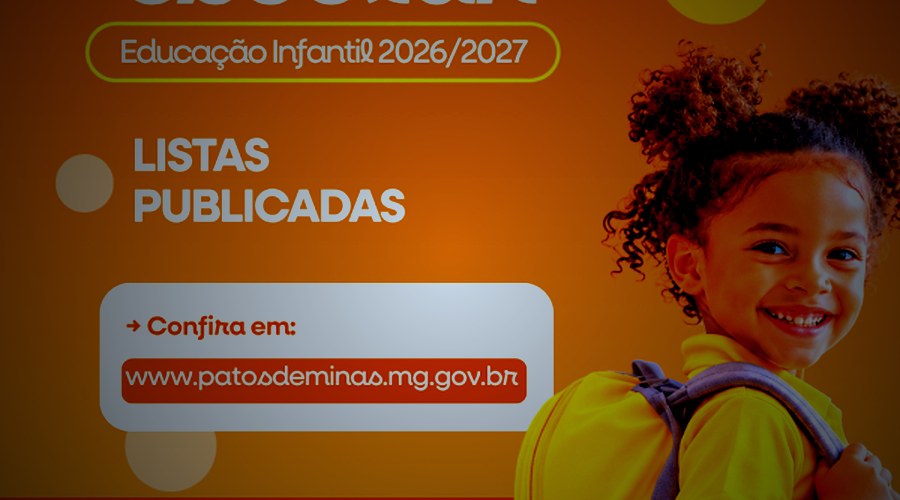 Educação Infantil 2026/2027
LISTAS
PUBLICADAS
→ Confira em:
www.patosdeminas.mg.gov.br